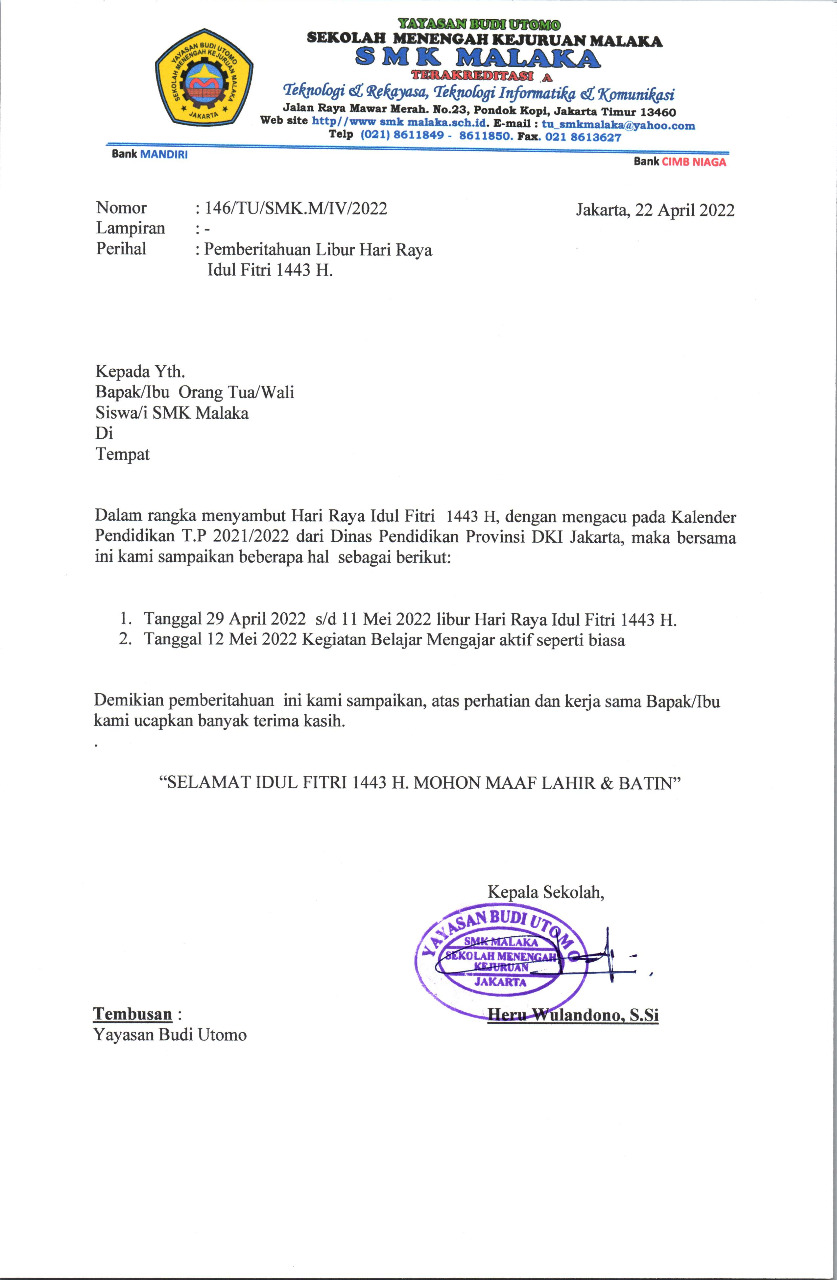 YAYASAN BUDI UTOMO
SEKOLAH MENENGAH KEJURUAN MALAKA
SMK MALAKA
TERAKREDITASI A
Teknologi & Rekayasa, Teknologi Informatika & Komunikasi
Jalan Raya Mawar Merah. No.23, Pondok Kopi, Jakarta Timur 13460
Web site http//www smk malaka.sch.id. E-mail : tu_smkmalaka@yahoo.com
Telp (021) 8611849 - 8611850. Fax. 021 8613627
YAYASAN BUDI UTOMO
SEKOLAH MENENGAH KEJURUAN MALAKA
JAKARTA
Bank MANDIRI
Bank CIMB NIAGA
Nomor : 146/TU/SMK.M/IV/2022 Jakarta, 22 April 2022
Lampiran : -
Perihal : Pemberitahuan Libur Hari Raya
Idul Fitri 1443 H.
Kepada Yth.
Bapak/Ibu Orang Tua/Wali
Siswa/i SMK Malaka
Di
Tempat
Dalam rangka menyambut Hari Raya Idul Fitri 1443 H, dengan mengacu pada Kalender
Pendidikan T.P 2021/2022 dari Dinas Pendidikan Provinsi DKI Jakarta, maka bersama
ini kami sampaikan beberapa hal sebagai berikut:
1. Tanggal 29 April 2022 s/d 11 Mei 2022 libur Hari Raya Idul Fitri 1443 H.
2. Tanggal 12 Mei 2022 Kegiatan Belajar Mengajar aktif seperti biasa
Demikian pemberitahuan ini kami sampaikan, atas perhatian dan kerja sama Bapak/Ibu
kami ucapkan banyak terima kasih.
.
“SELAMAT IDUL FITRI 1443 H. MOHON MAAF LAHIR & BATIN”
Kepala Sekolah,
YAYASAN BUDI UTOMO
SMK MALAKA
SEKOLAH MENENGAH
KEJURUAN
JAKARTA
Heru Wulandono, S.Si
Tembusan :
Yayasan Budi Utomo